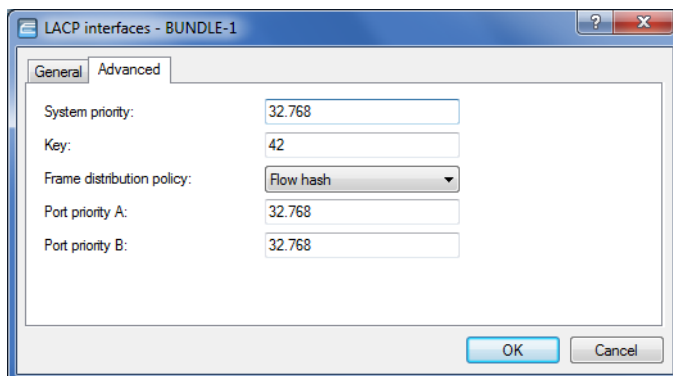 LACP interfaces - BUNDLE-1
?
General Advanced
System priority: 32.768
Key: 42
Frame distribution policy: Flow hash
Port priority A: 32.768
Port priority B: 32.768
OK Cancel